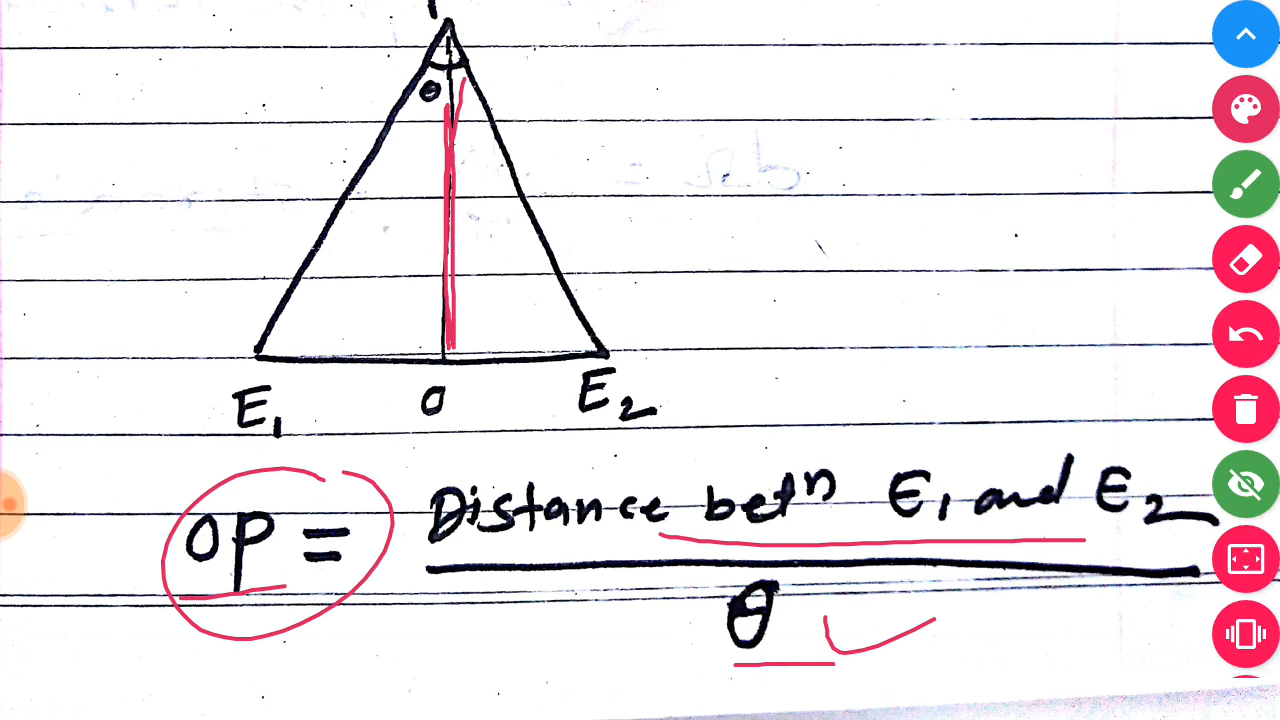 θ
E₁ O E₂
OP = Distance betⁿ E₁ and E₂
θ